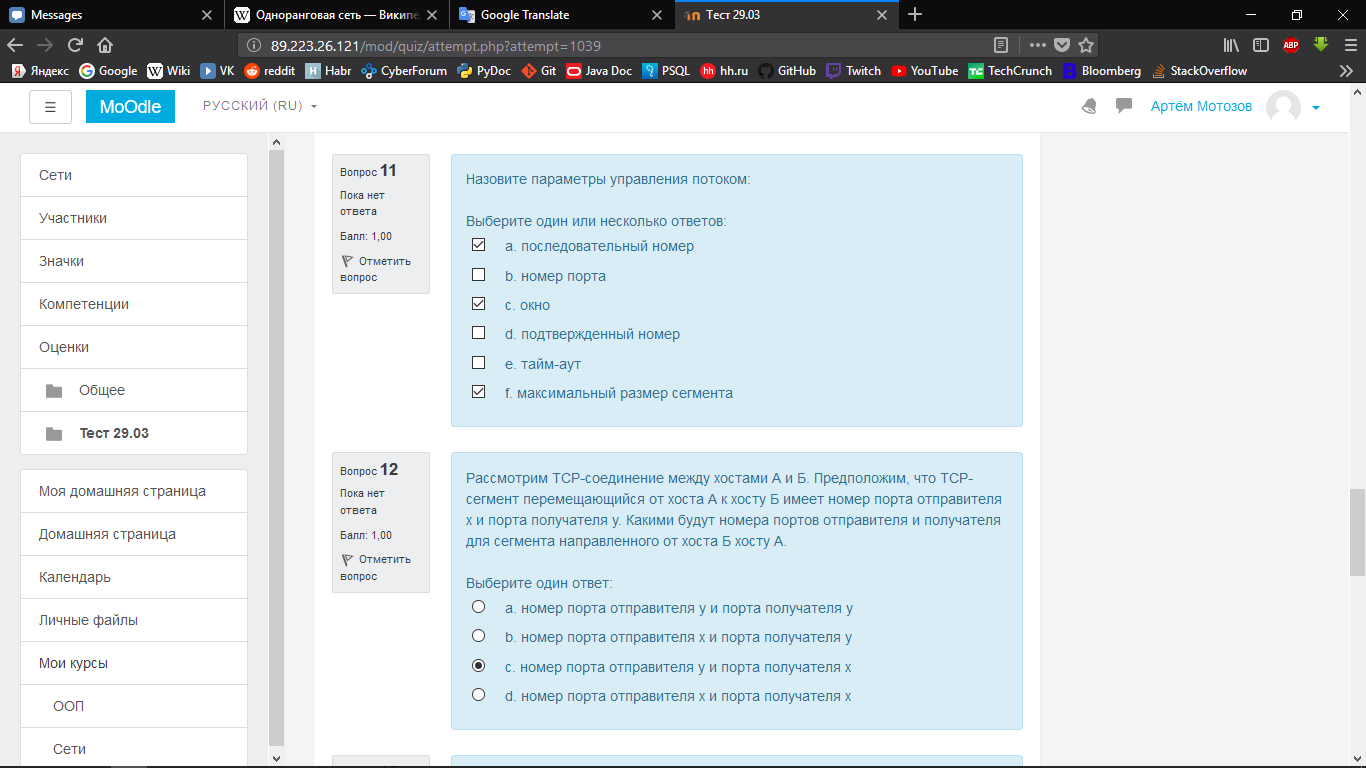 Messages
Одноранговая сеть — Википе
Google Translate
Тест 29.03
89.223.26.121/mod/quiz/attempt.php?attempt=1039
Яндекс Google Wiki VK reddit Habr CyberForum PyDoc Git Java Doc PSQL hh.ru GitHub Twitch YouTube TechCrunch Bloomberg StackOverflow
MoOdle
РУССКИЙ (RU)
Артём Мотозов
Сети
Участники
Значки
Компетенции
Оценки
Общее
Тест 29.03
Моя домашняя страница
Домашняя страница
Календарь
Личные файлы
Мои курсы
ООП
Сети
Вопрос 11
Пока нет
ответа
Балл: 1,00
Отметить
вопрос
Назовите параметры управления потоком:
Выберите один или несколько ответов:
a. последовательный номер
b. номер порта
c. окно
d. подтвержденный номер
e. тайм-аут
f. максимальный размер сегмента
Вопрос 12
Пока нет
ответа
Балл: 1,00
Отметить
вопрос
Рассмотрим TCP-соединение между хостами А и Б. Предположим, что TCP-
сегмент перемещающийся от хоста А к хосту Б имеет номер порта отправителя
x и порта получателя y. Какими будут номера портов отправителя и получателя
для сегмента направленного от хоста Б хосту А.
Выберите один ответ:
a. номер порта отправителя y и порта получателя y
b. номер порта отправителя x и порта получателя y
c. номер порта отправителя y и порта получателя x
d. номер порта отправителя x и порта получателя x